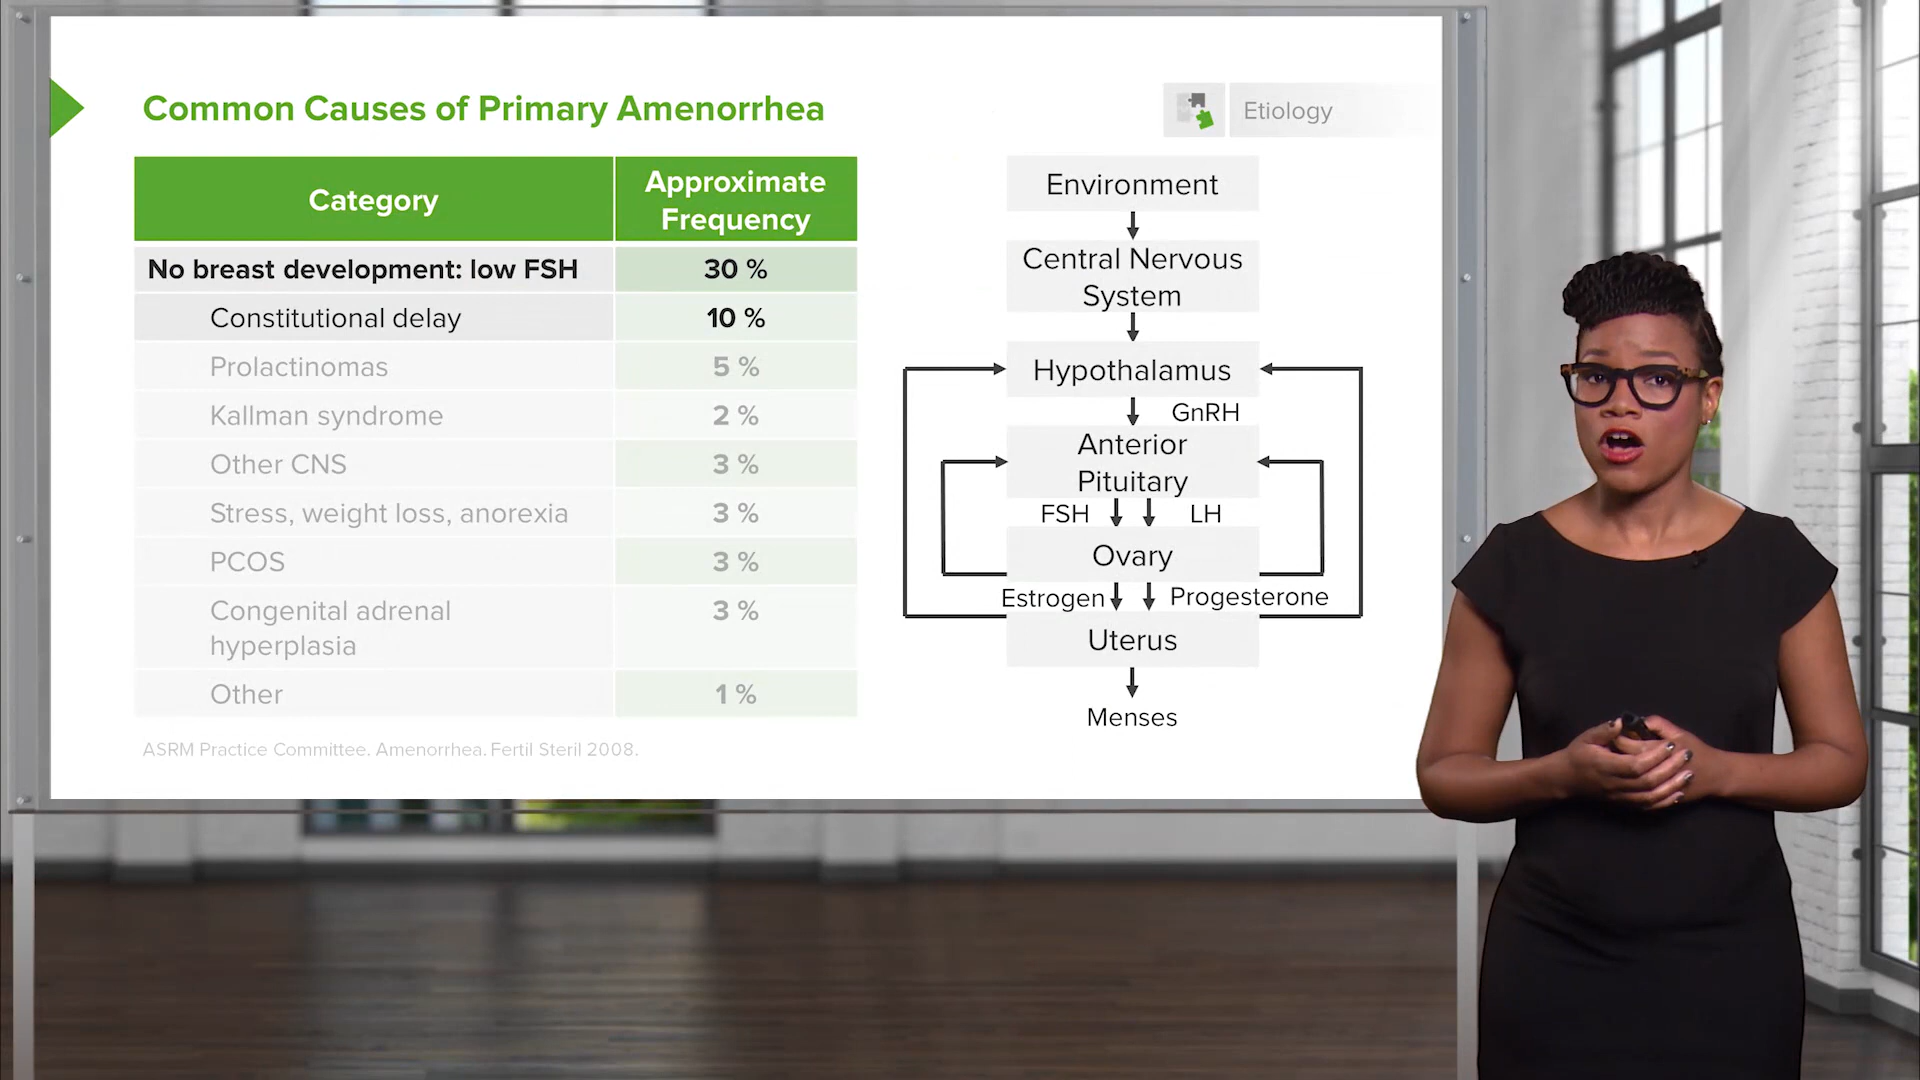 Common Causes of Primary Amenorrhea
Etiology
Category
Approximate
Frequency
No breast development: low FSH
30 %
Constitutional delay
10 %
Prolactinomas
5 %
Kallman syndrome
2 %
Other CNS
3 %
Stress, weight loss, anorexia
3 %
PCOS
3 %
Congenital adrenal
hyperplasia
3 %
Other
1 %
ASRM Practice Committee. Amenorrhea. Fertil Steril 2008.
Environment
Central Nervous
System
Hypothalamus
GnRH
Anterior
Pituitary
FSH
LH
Ovary
Estrogen
Progesterone
Uterus
Menses